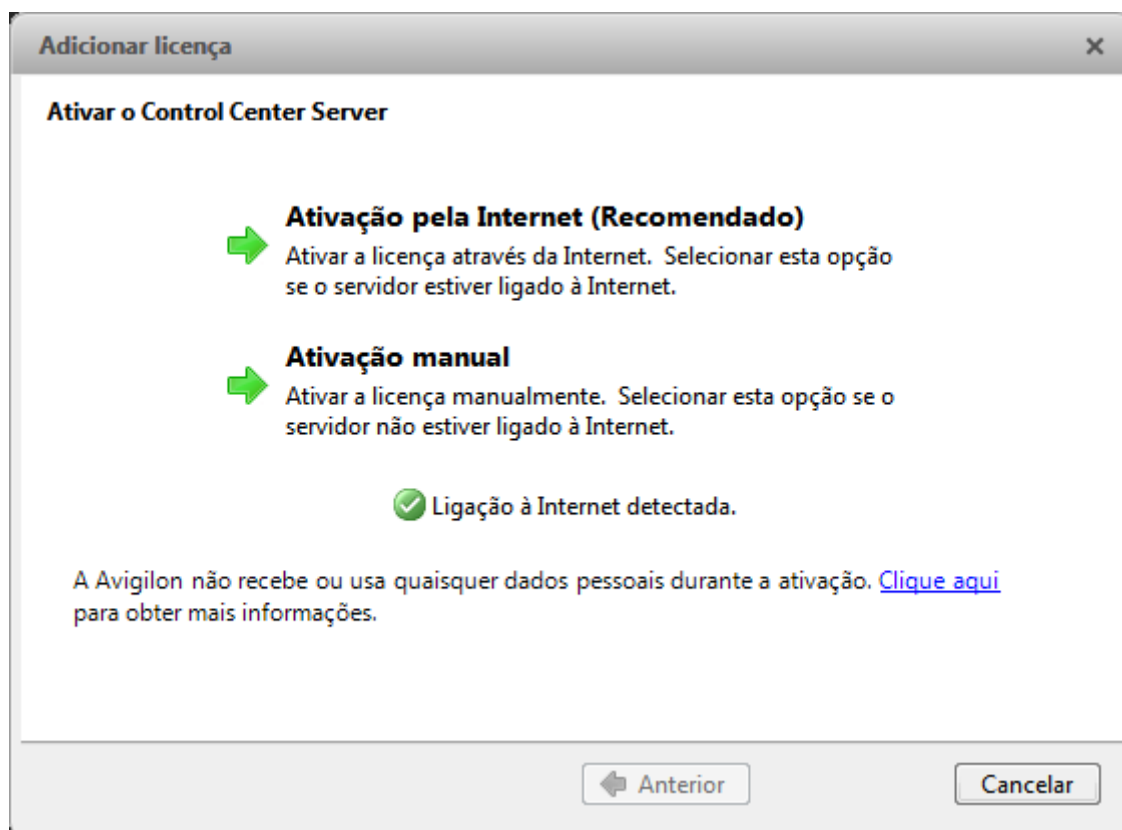 Adicionar licença
Ativar o Control Center Server
Ativação pela Internet (Recomendado)
Ativar a licença através da Internet.  Selecionar esta opção
se o servidor estiver ligado à Internet.
Ativação manual
Ativar a licença manualmente.  Selecionar esta opção se o
servidor não estiver ligado à Internet.
Ligação à Internet detectada.
A Avigilon não recebe ou usa quaisquer dados pessoais durante a ativação. Clique aqui
para obter mais informações.
Anterior
Cancelar